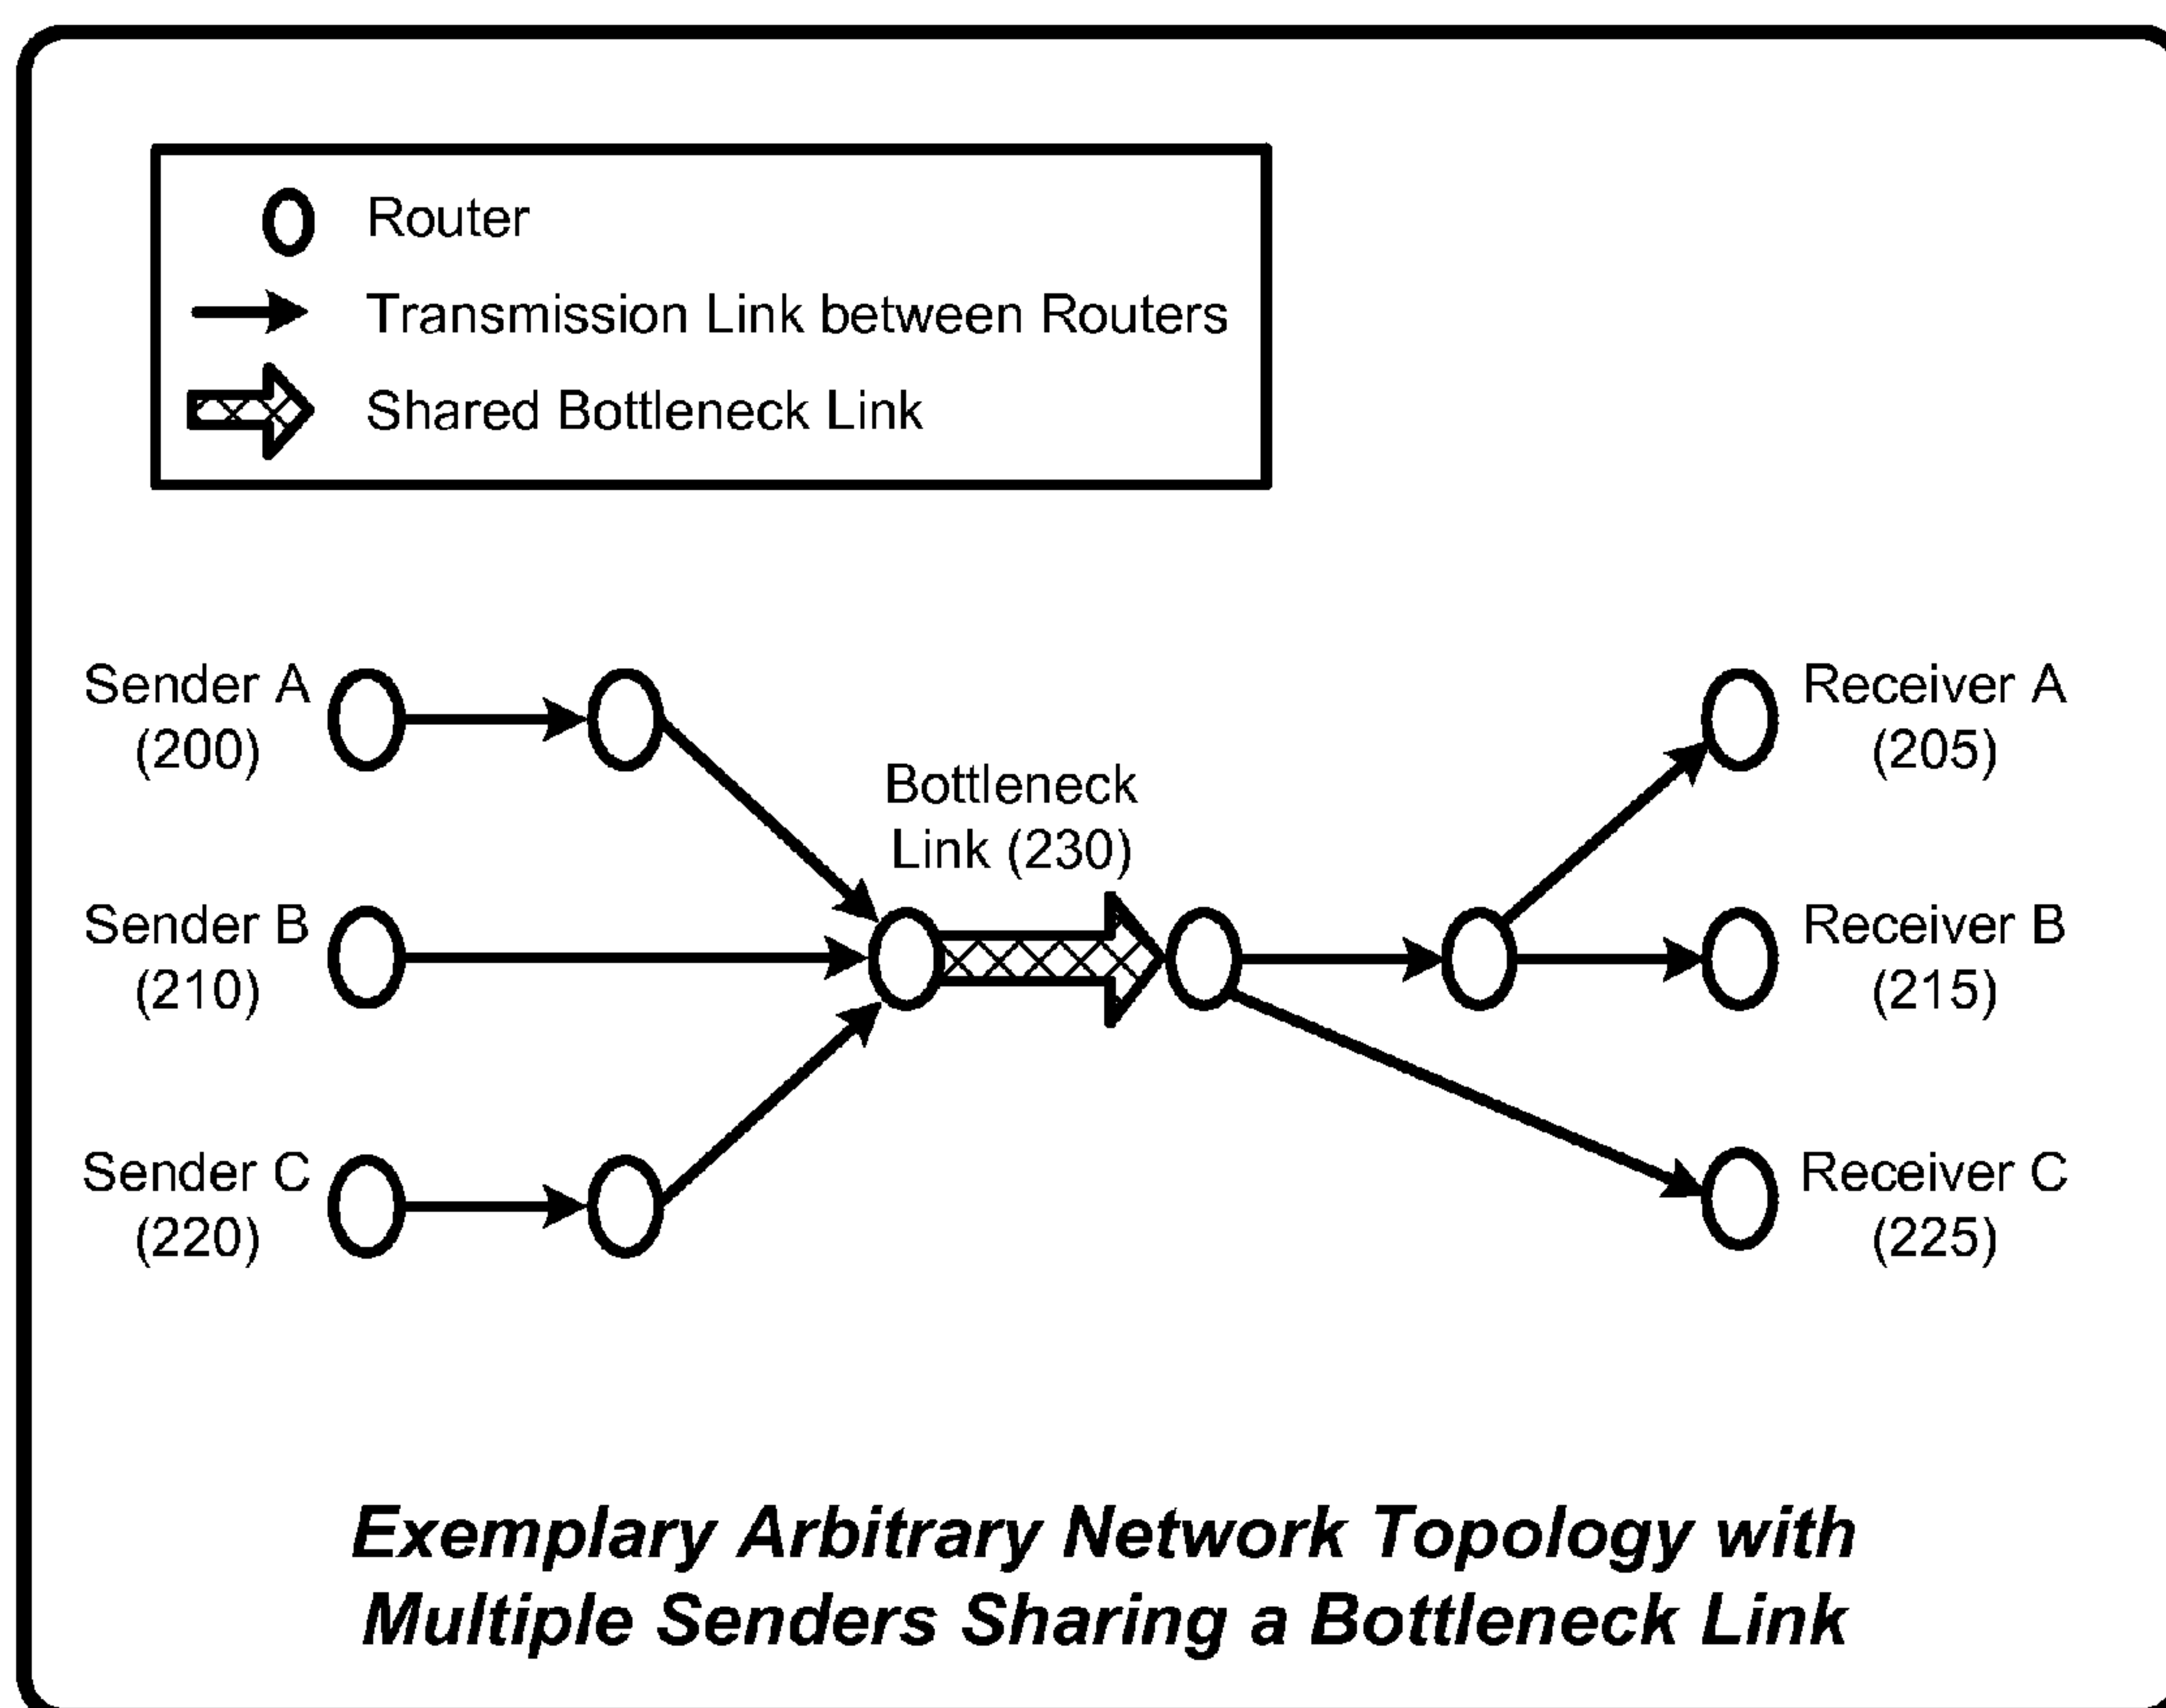 Router
Transmission Link between Routers
Shared Bottleneck Link
Sender A
(200)
Receiver A
(205)
Bottleneck
Link (230)
Sender B
(210)
Receiver B
(215)
Sender C
(220)
Receiver C
(225)
Exemplary Arbitrary Network Topology with
Multiple Senders Sharing a Bottleneck Link